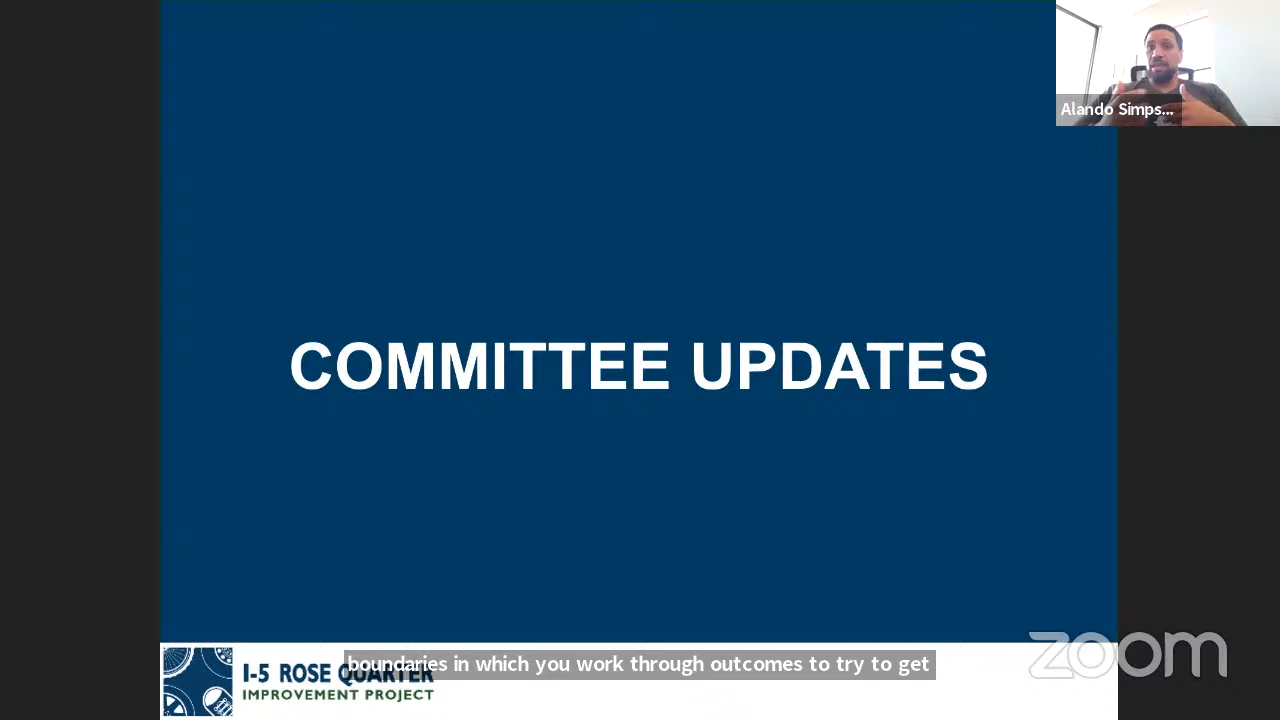 Alando Simps...
COMMITTEE UPDATES
boundaries in which you work through outcomes to try to get
I-5 ROSE QUARTER
IMPROVEMENT PROJECT
zoom